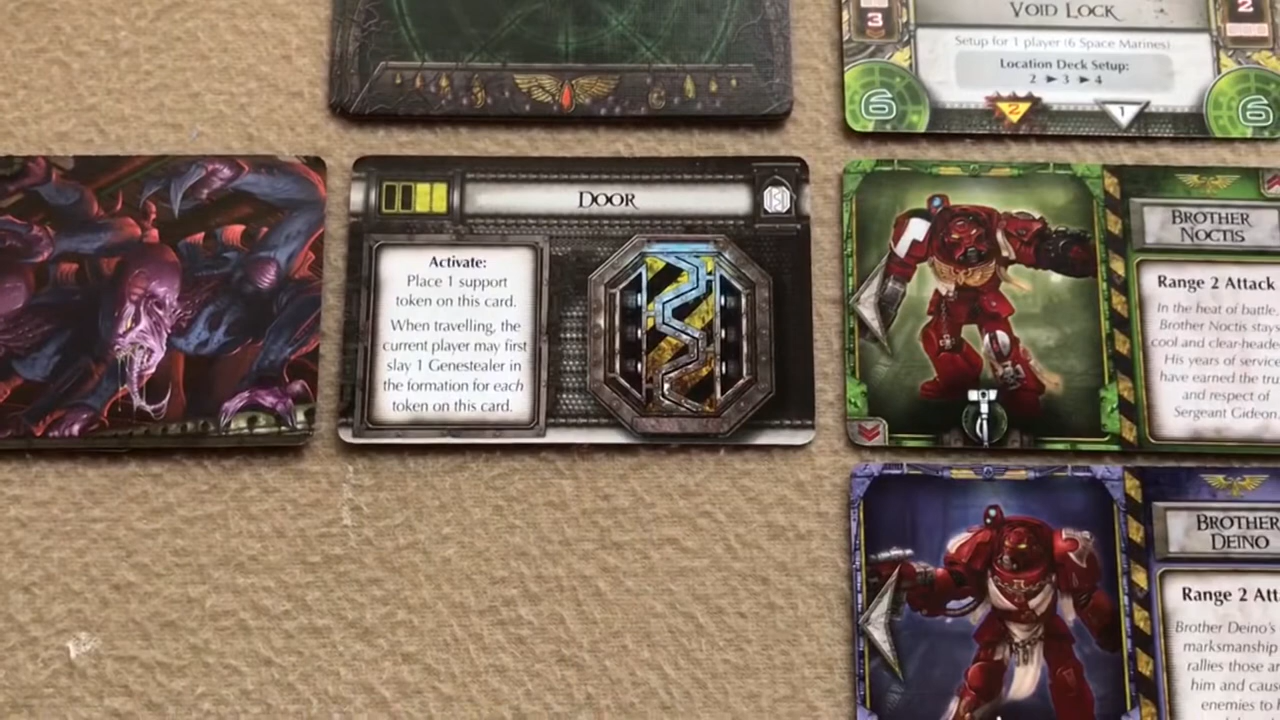 3
VOID LOCK
2
Setup for 1 player (6 Space Marines)
Location Deck Setup:
2 ► 3 ► 4
6
2
1
6
DOOR
Activate:
Place 1 support
token on this card.
When travelling, the
current player may first
slay 1 Genestealer in
the formation for each
token on this card.
BROTHER
NOCTIS
Range 2 Attack
In the heat of battle,
Brother Noctis stays
cool and clear-heade
His years of service
have earned the tru
and respect of
Sergeant Gideon.
BROTHER
DEINO
Range 2 Att
Brother Deino's
marksmanship
rallies those ar
him and cause
enemies to